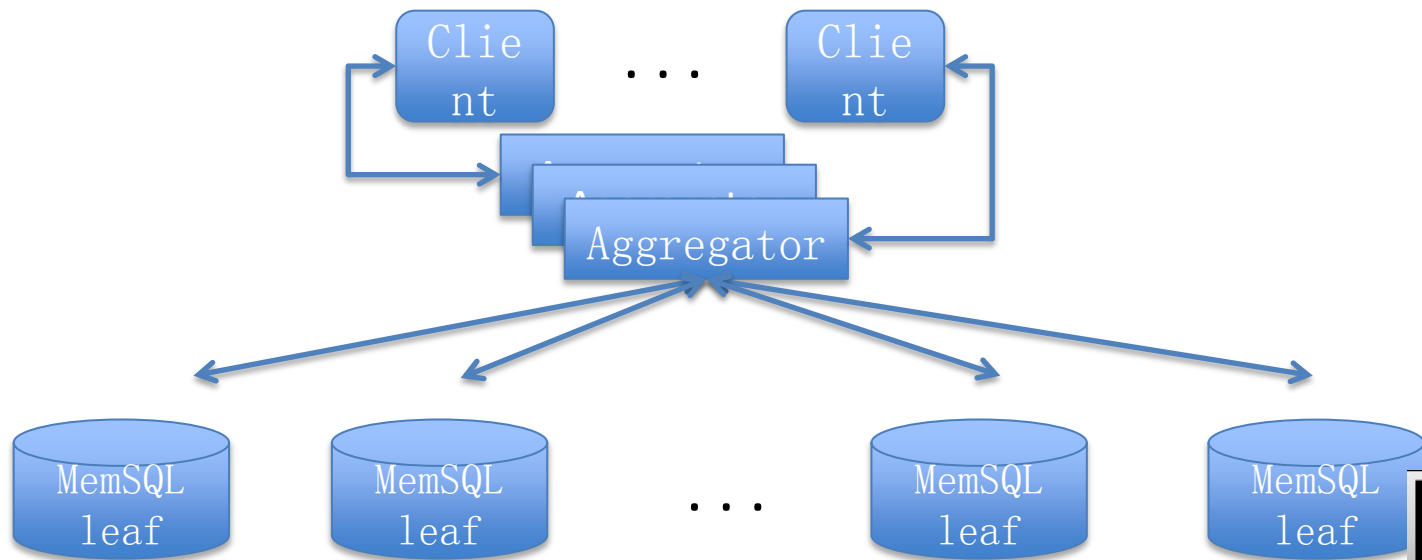 Clie
nt
. . .
Clie
nt
Aggregator
MemSQL
leaf
MemSQL
leaf
. . .
MemSQL
leaf
MemSQL
leaf